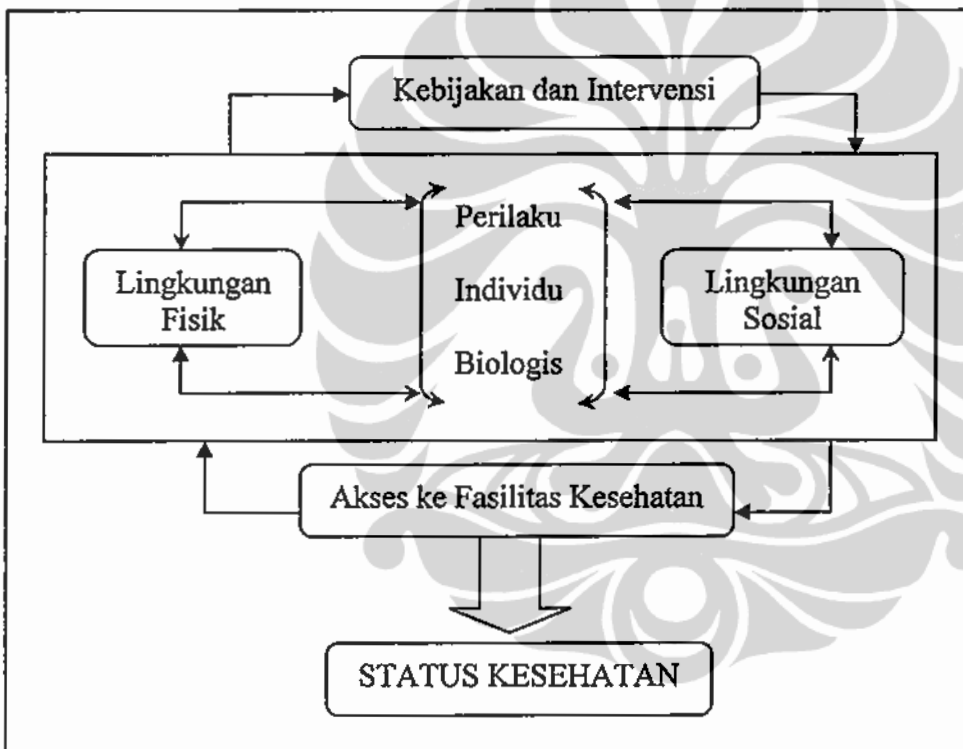 Kebijakan dan Intervensi
Perilaku
Lingkungan
Fisik
Individu
Lingkungan
Sosial
Biologis
Akses ke Fasilitas Kesehatan
STATUS KESEHATAN